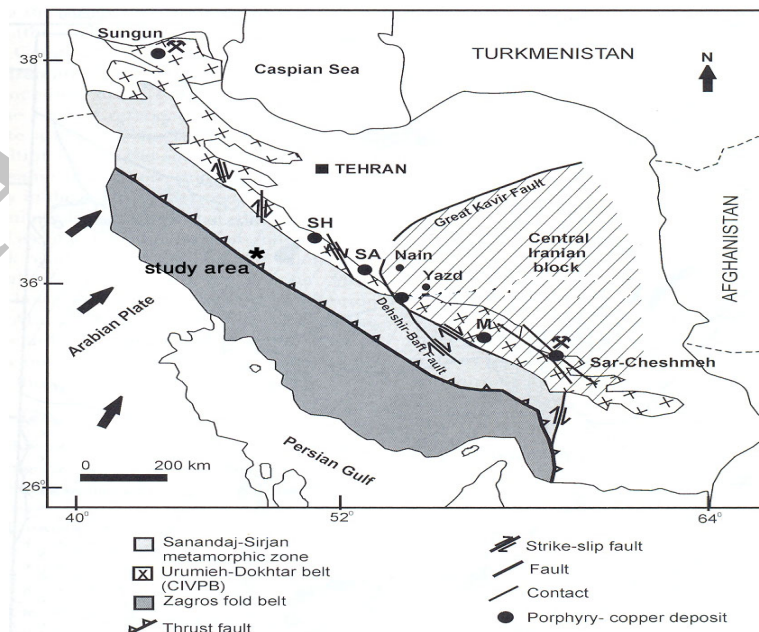 Sungun
38°
Caspian Sea
TURKMENISTAN
N
TEHRAN
Great Kavir Fault
SH
SA
Nain
Central
Iranian
block
AFGHANISTAN
study area
36°
Yazd
Arabian Plate
Dehshir-Baft Fault
M
Sar-Cheshmeh
Persian Gulf
0 200 km
26°
40°
52°
64°
Sanandaj-Sirjan
metamorphic zone
Urumieh-Dokhtar belt
(CIVPB)
Zagros fold belt
Thrust fault
Strike-slip fault
Fault
Contact
Porphyry- copper deposit